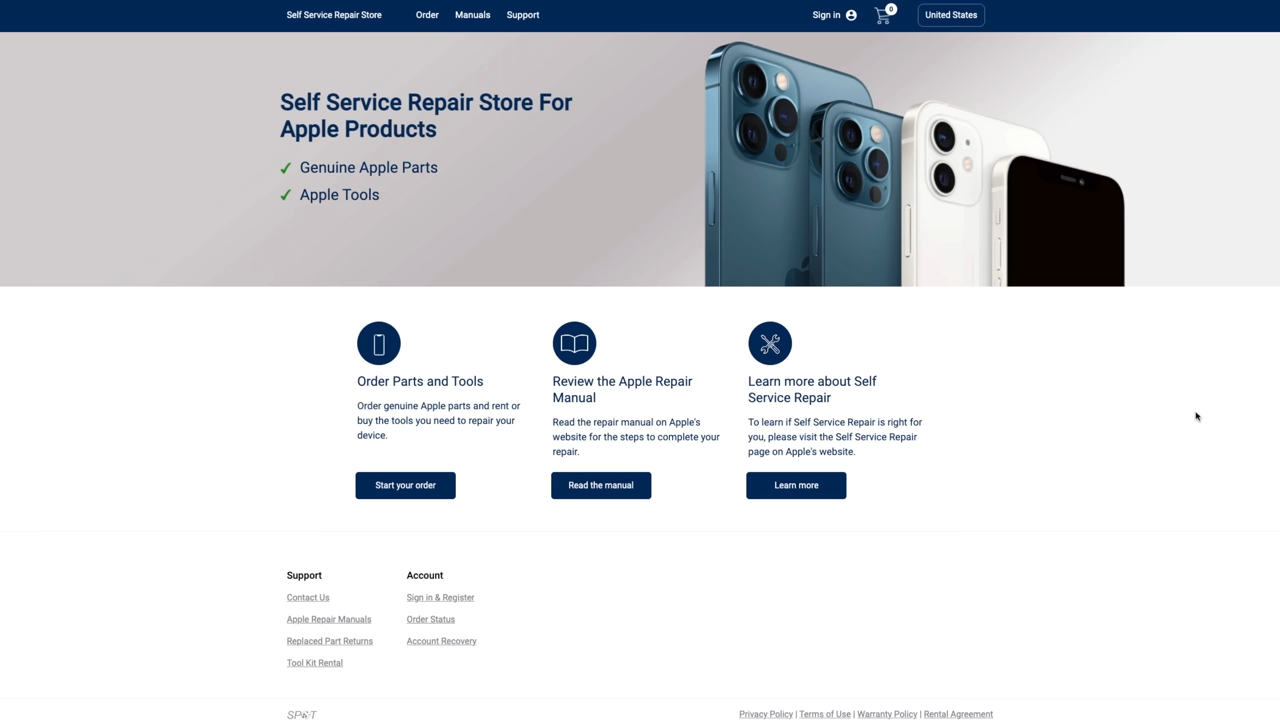 Self Service Repair Store
Order
Manuals
Support
Sign in
0
United States
Self Service Repair Store For
Apple Products
Genuine Apple Parts
Apple Tools
Order Parts and Tools
Order genuine Apple parts and rent or
buy the tools you need to repair your
device.
Start your order
Review the Apple Repair
Manual
Read the repair manual on Apple's
website for the steps to complete your
repair.
Read the manual
Learn more about Self
Service Repair
To learn if Self Service Repair is right for
you, please visit the Self Service Repair
page on Apple's website.
Learn more
Support
Contact Us
Apple Repair Manuals
Replaced Part Returns
Tool Kit Rental
Account
Sign in & Register
Order Status
Account Recovery
SPOT
Privacy Policy | Terms of Use | Warranty Policy | Rental Agreement